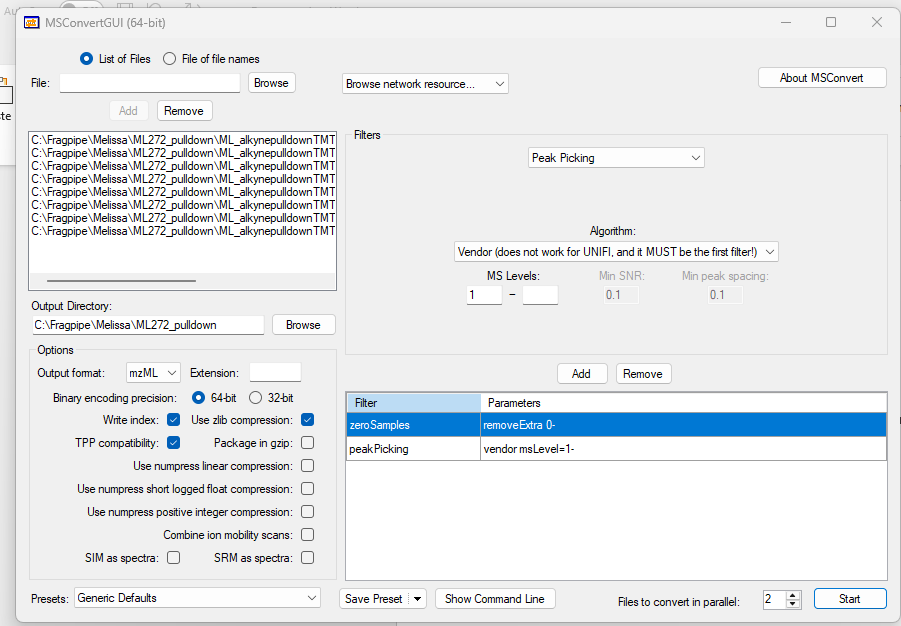 MSConvertGUI (64-bit)
List of Files
File of file names
File:
Browse
Browse network resource...
About MSConvert
Add
Remove
C:\Fragpipe\Melissa\ML272_pulldown\ML_alkynepulldownTMT
C:\Fragpipe\Melissa\ML272_pulldown\ML_alkynepulldownTMT
C:\Fragpipe\Melissa\ML272_pulldown\ML_alkynepulldownTMT
C:\Fragpipe\Melissa\ML272_pulldown\ML_alkynepulldownTMT
C:\Fragpipe\Melissa\ML272_pulldown\ML_alkynepulldownTMT
C:\Fragpipe\Melissa\ML272_pulldown\ML_alkynepulldownTMT
C:\Fragpipe\Melissa\ML272_pulldown\ML_alkynepulldownTMT
C:\Fragpipe\Melissa\ML272_pulldown\ML_alkynepulldownTMT
Filters
Peak Picking
Algorithm:
Vendor (does not work for UNIFI, and it MUST be the first filter!)
MS Levels:
Min SNR:
Min peak spacing:
1
–
0.1
0.1
Output Directory:
C:\Fragpipe\Melissa\ML272_pulldown
Browse
Options
Output format:
mzML
Extension:
Binary encoding precision:
64-bit
32-bit
Write index:
Use zlib compression:
TPP compatibility:
Package in gzip:
Use numpress linear compression:
Use numpress short logged float compression:
Use numpress positive integer compression:
Combine ion mobility scans:
SIM as spectra:
SRM as spectra:
Add
Remove
Filter
Parameters
zeroSamples
removeExtra 0-
peakPicking
vendor msLevel=1-
Presets:
Generic Defaults
Save Preset
Show Command Line
Files to convert in parallel:
2
Start